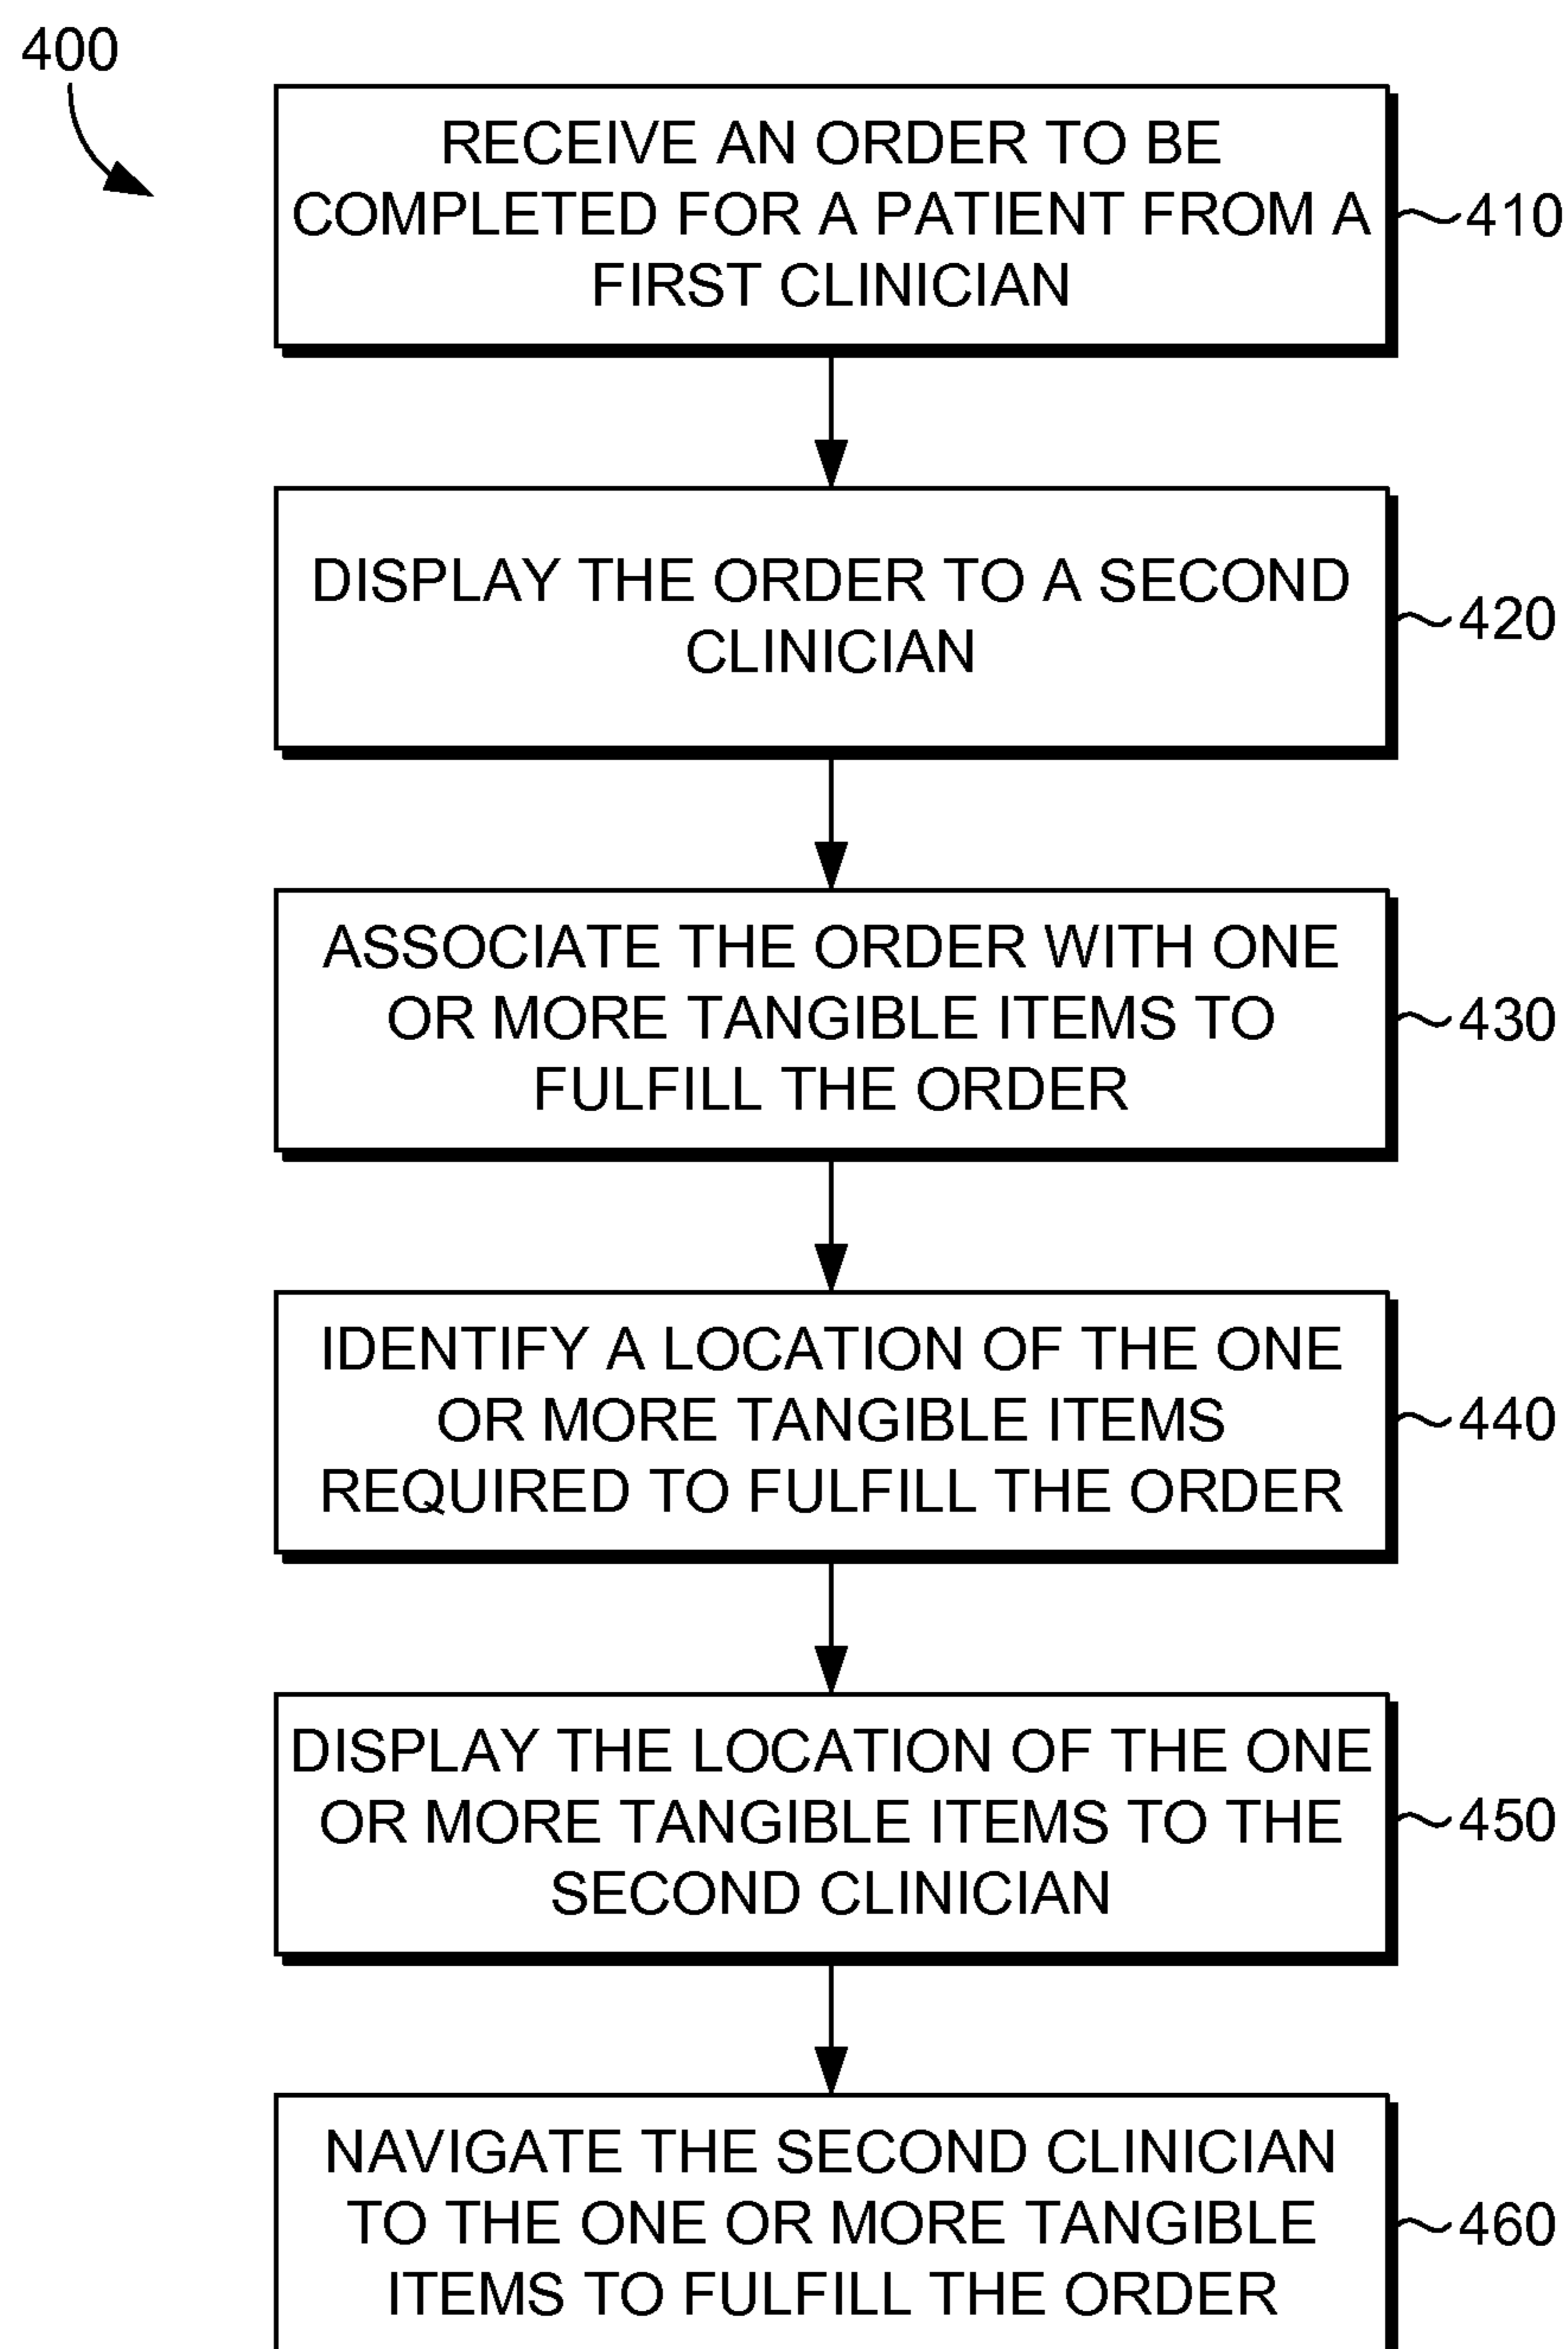 400
RECEIVE AN ORDER TO BE
COMPLETED FOR A PATIENT FROM A
FIRST CLINICIAN
410
DISPLAY THE ORDER TO A SECOND
CLINICIAN
420
ASSOCIATE THE ORDER WITH ONE
OR MORE TANGIBLE ITEMS TO
FULFILL THE ORDER
430
IDENTIFY A LOCATION OF THE ONE
OR MORE TANGIBLE ITEMS
REQUIRED TO FULFILL THE ORDER
440
DISPLAY THE LOCATION OF THE ONE
OR MORE TANGIBLE ITEMS TO THE
SECOND CLINICIAN
450
NAVIGATE THE SECOND CLINICIAN
TO THE ONE OR MORE TANGIBLE
ITEMS TO FULFILL THE ORDER
460